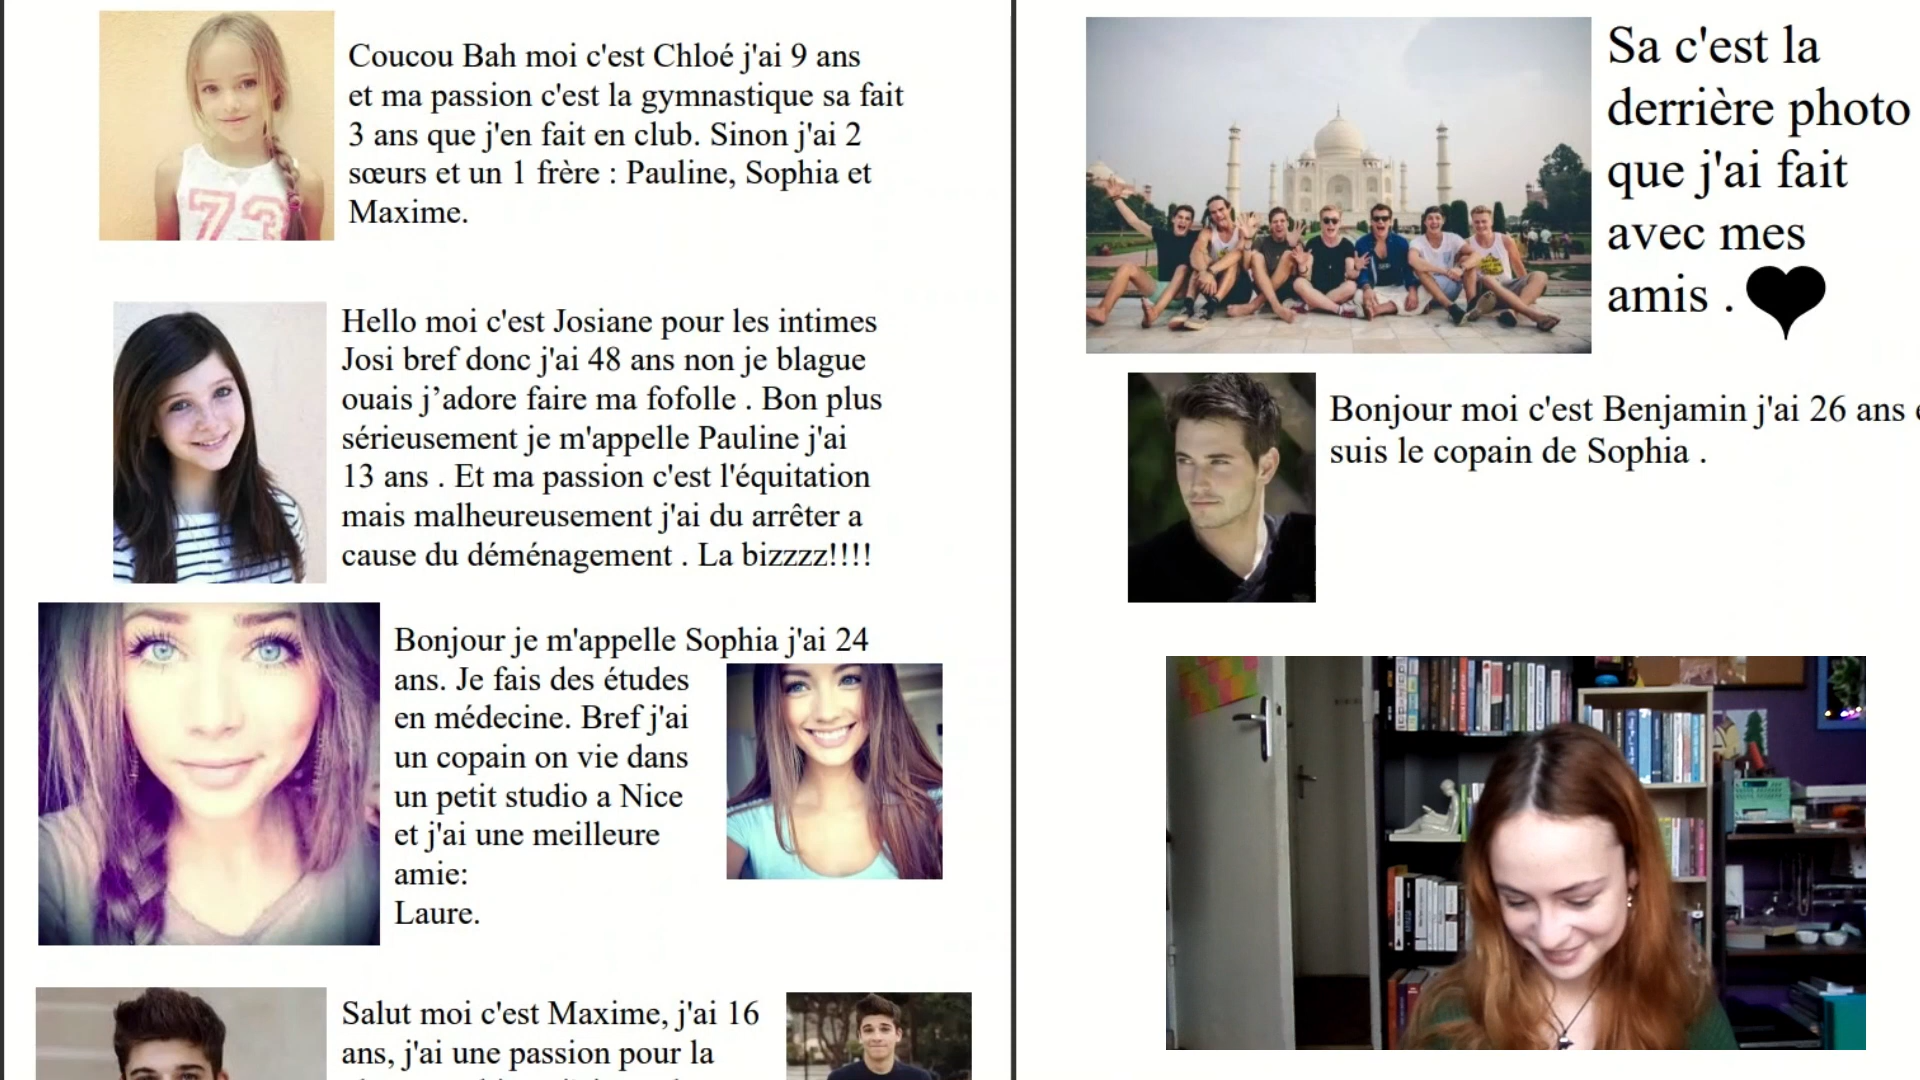 Coucou Bah moi c'est Chloé j'ai 9 ans
et ma passion c'est la gymnastique sa fait
3 ans que j'en fait en club. Sinon j'ai 2
sœurs et un 1 frère : Pauline, Sophia et
Maxime.
73
Hello moi c'est Josiane pour les intimes
Josi bref donc j'ai 48 ans non je blague
ouais j’adore faire ma fofolle . Bon plus
sérieusement je m'appelle Pauline j'ai
13 ans . Et ma passion c'est l'équitation
mais malheureusement j'ai du arrêter a
cause du déménagement . La bizzzz!!!!
Bonjour je m'appelle Sophia j'ai 24
ans. Je fais des études
en médecine. Bref j'ai
un copain on vie dans
un petit studio a Nice
et j'ai une meilleure
amie:
Laure.
Salut moi c'est Maxime, j'ai 16
ans, j'ai une passion pour la
Sa c'est la
derrière photo
que j'ai fait
avec mes
amis .
Bonjour moi c'est Benjamin j'ai 26 ans
suis le copain de Sophia .